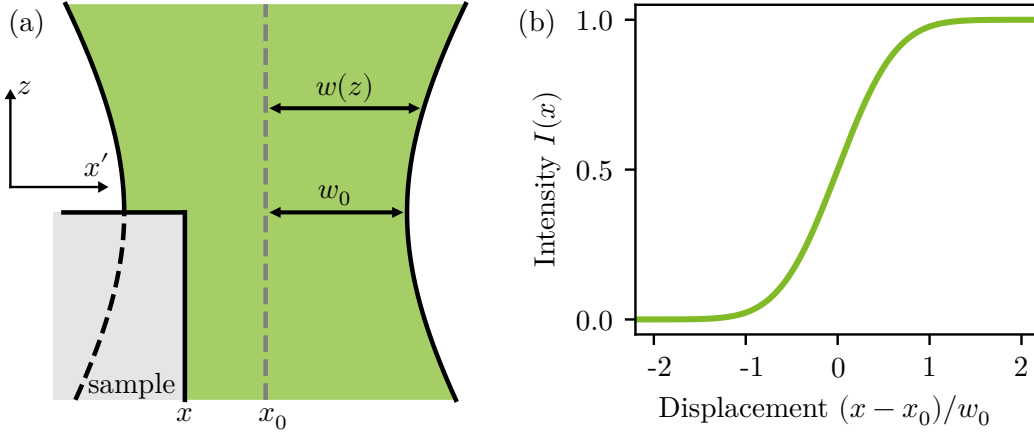 (a)
z
x′
w(z)
w₀
sample
x
x₀
(b)
Intensity I(x)
1.0
0.5
0.0
-2 -1 0 1 2
Displacement (x − x₀)/w₀